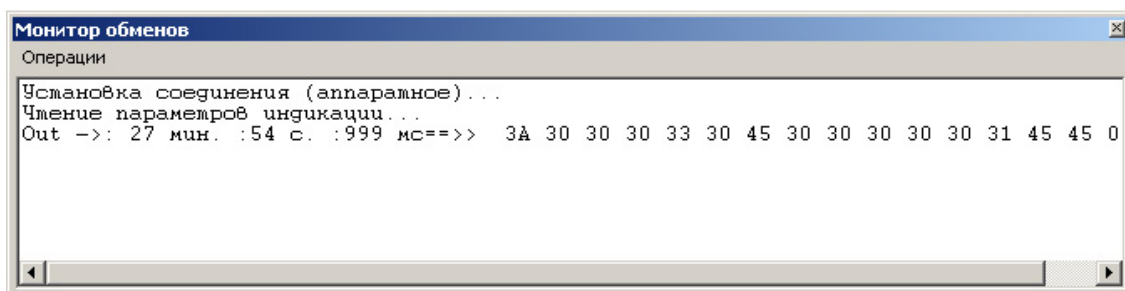 Монитор обменов
Операции
Установка соединения (аппаратное)...
Чтение параметров индикации...
Out —>: 27 мин. :54 с. :999 мс==>> 3A 30 30 30 33 30 45 30 30 30 30 30 31 45 45 0